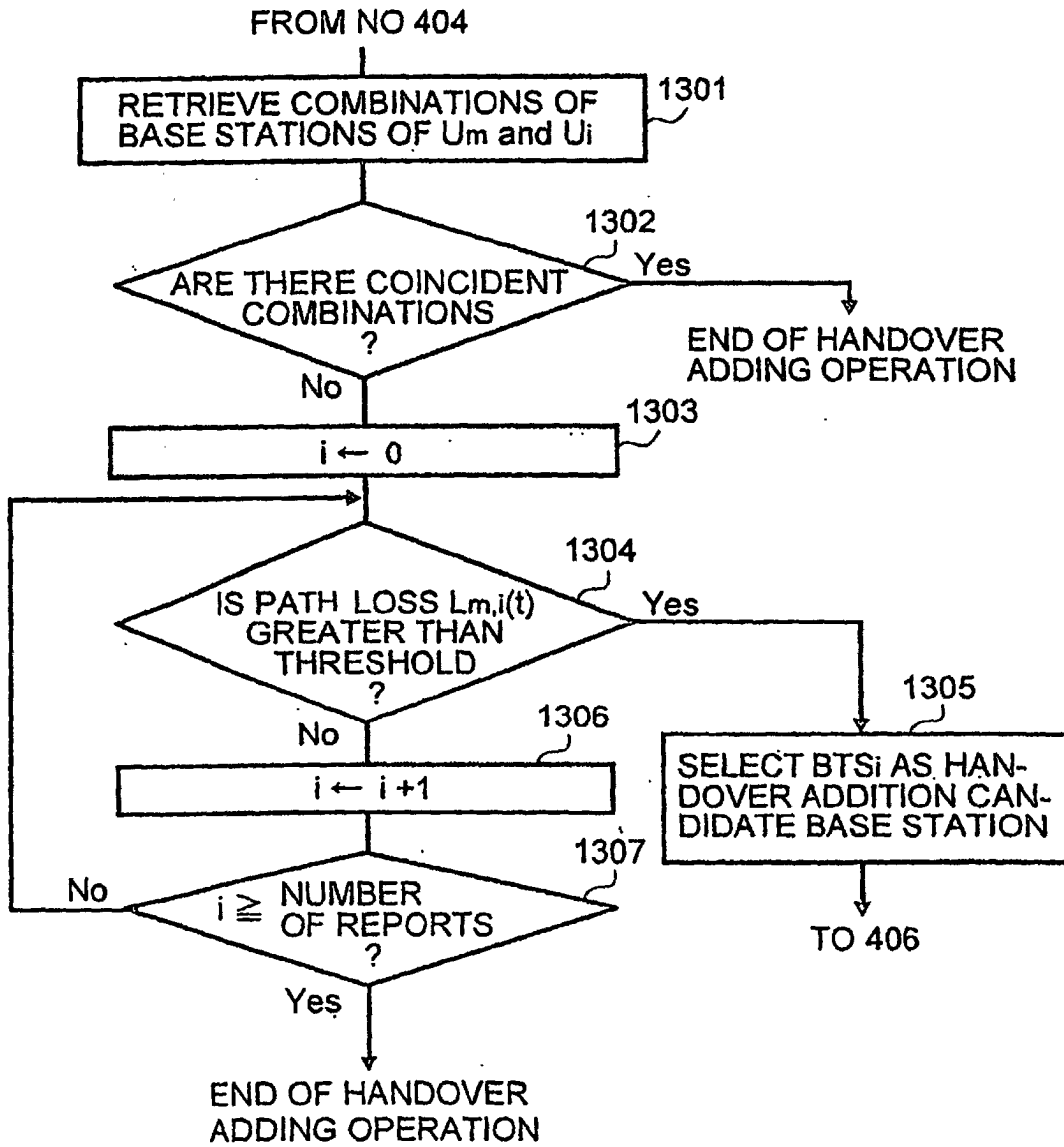 FROM NO 404
1301
RETRIEVE COMBINATIONS OF
BASE STATIONS OF Um and Ui
1302
ARE THERE COINCIDENT
COMBINATIONS
?
Yes
END OF HANDOVER
ADDING OPERATION
No
1303
i ← 0
1304
IS PATH LOSS Lm,i(t)
GREATER THAN
THRESHOLD
?
Yes
1305
SELECT BTSi AS HAN-
DOVER ADDITION CAN-
DIDATE BASE STATION
TO 406
No
1306
i ← i +1
1307
No
i ≧ NUMBER
OF REPORTS
?
Yes
END OF HANDOVER
ADDING OPERATION